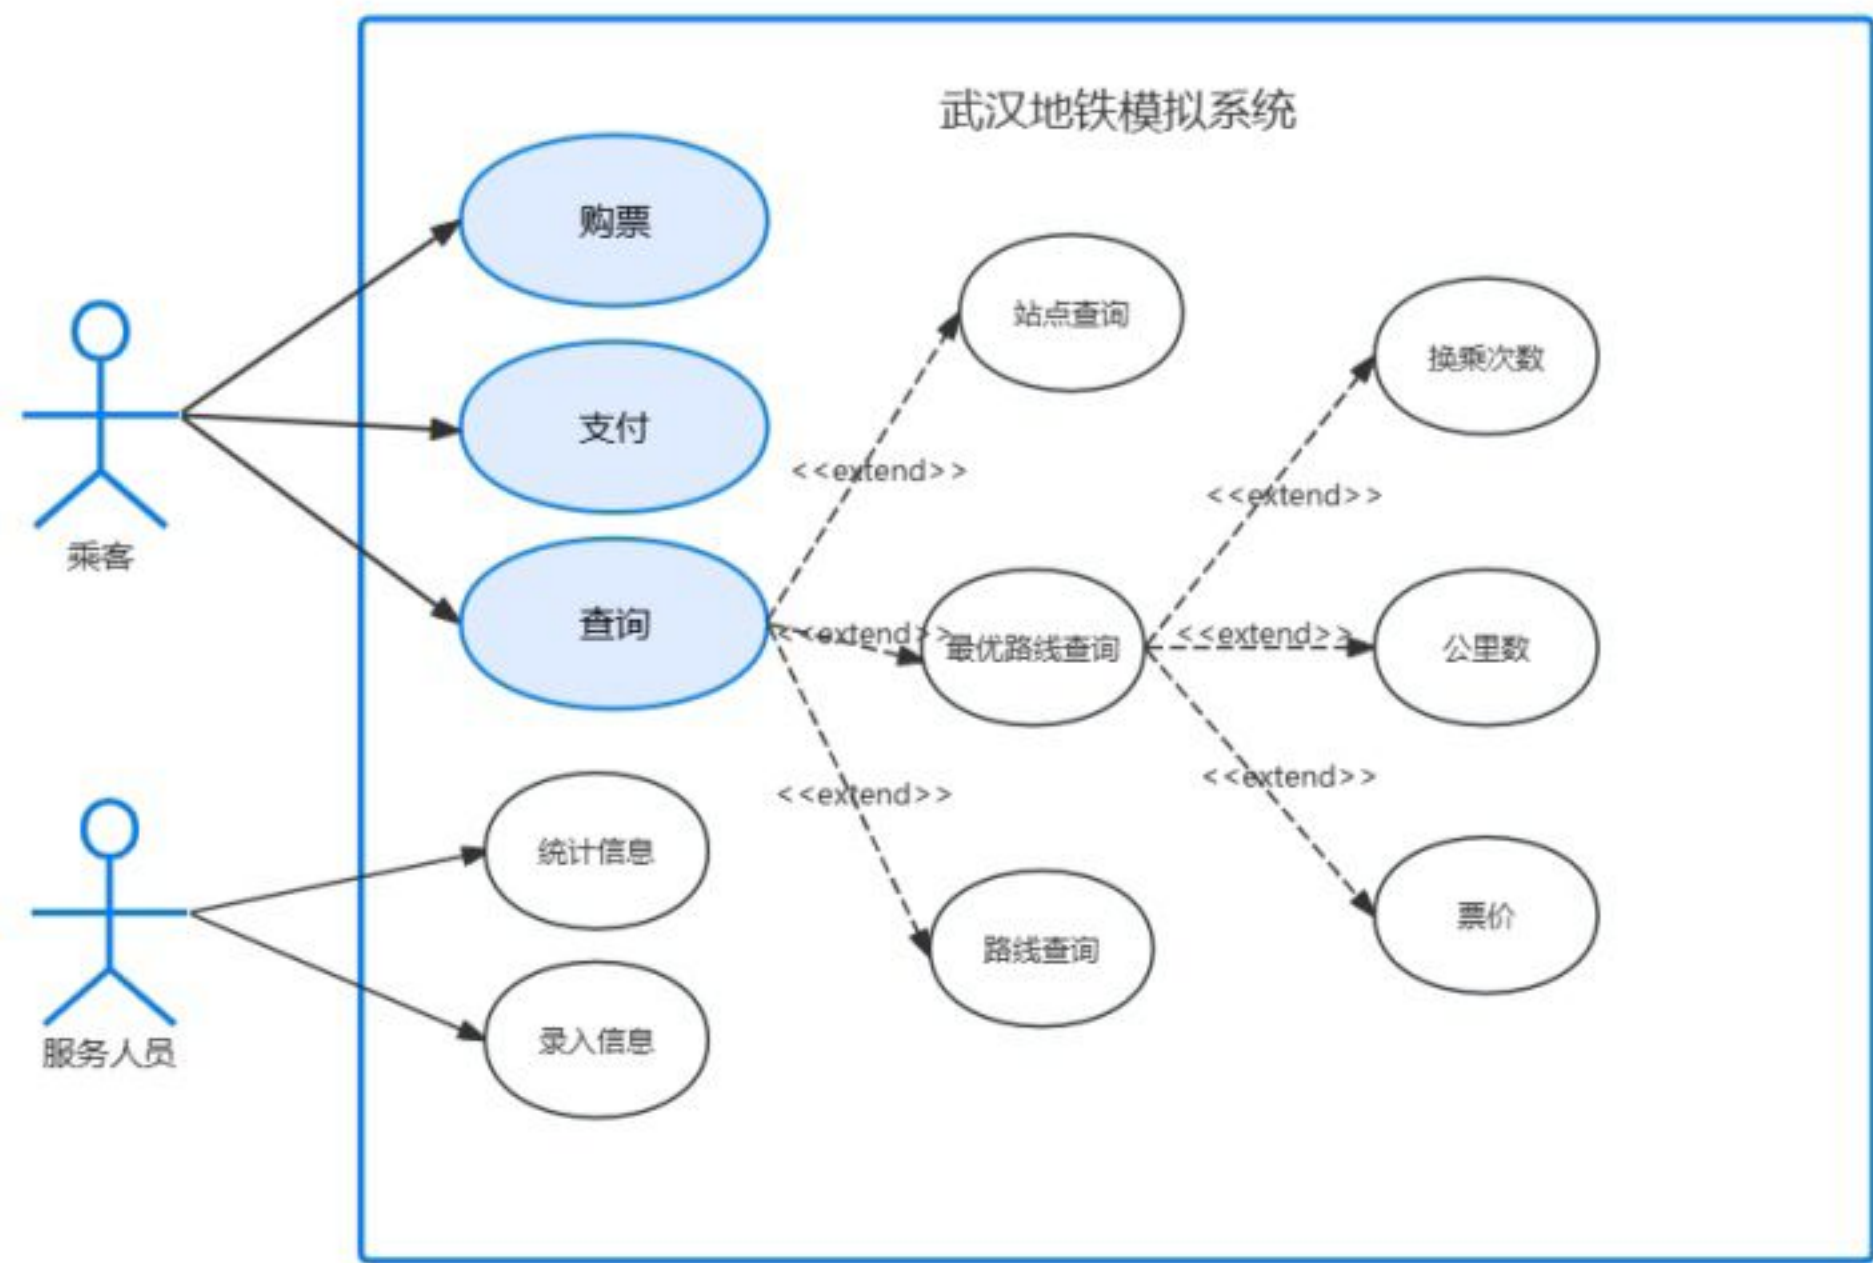 武汉地铁模拟系统
购票
站点查询
换乘次数
支付
<<extend>>
<<extend>>
乘客
查询
<<extend>>
最优路线查询
<<extend>>
公里数
<<extend>>
<<extend>>
统计信息
票价
路线查询
录入信息
服务人员